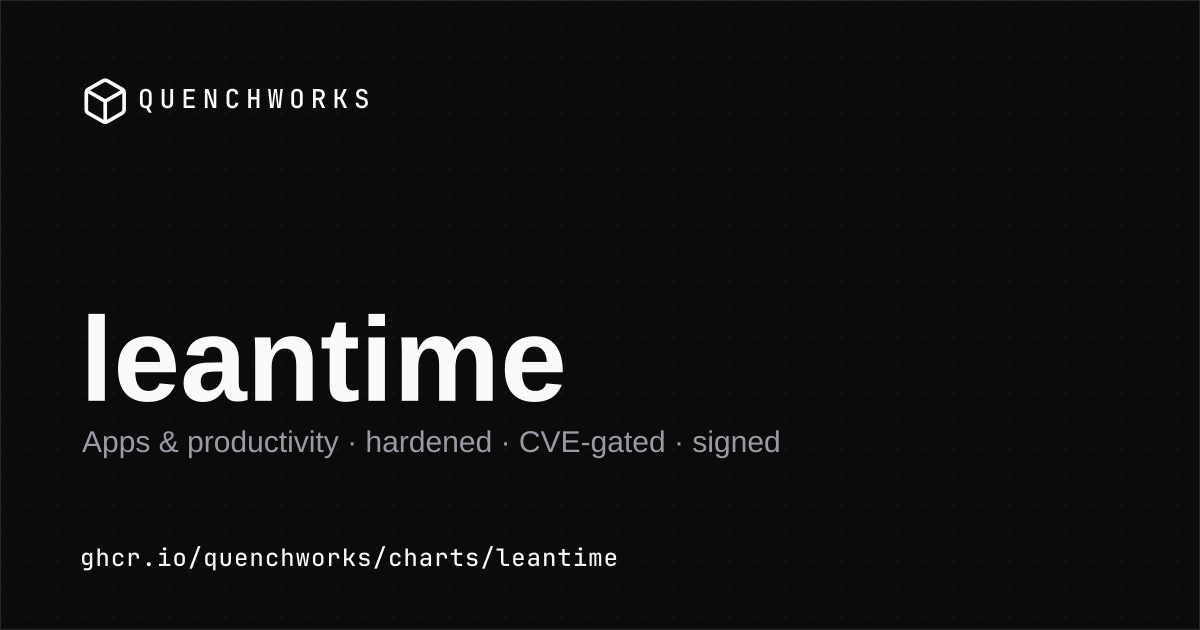 QUENCHWORKS
leantime
Apps & productivity · hardened · CVE-gated · signed
ghcr.io/quenchworks/charts/leantime